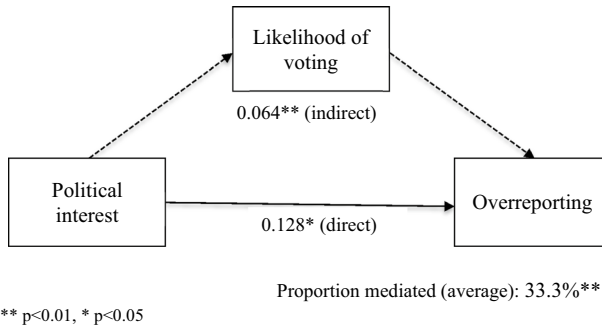 Likelihood of
voting
0.064** (indirect)
Political
interest
Overreporting
0.128* (direct)
Proportion mediated (average): 33.3%**
** p<0.01, * p<0.05